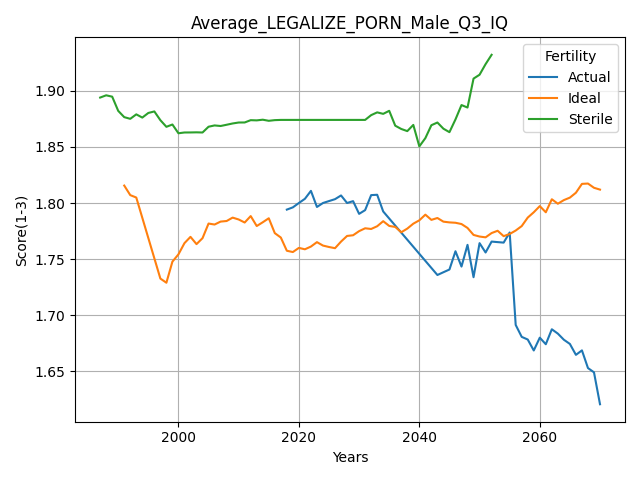 Average_LEGALIZE_PORN_Male_Q3_IQ
Fertility
Actual
Ideal
Sterile
Score(1-3)
1.90
1.85
1.80
1.75
1.70
1.65
2000
2020
2040
2060
Years